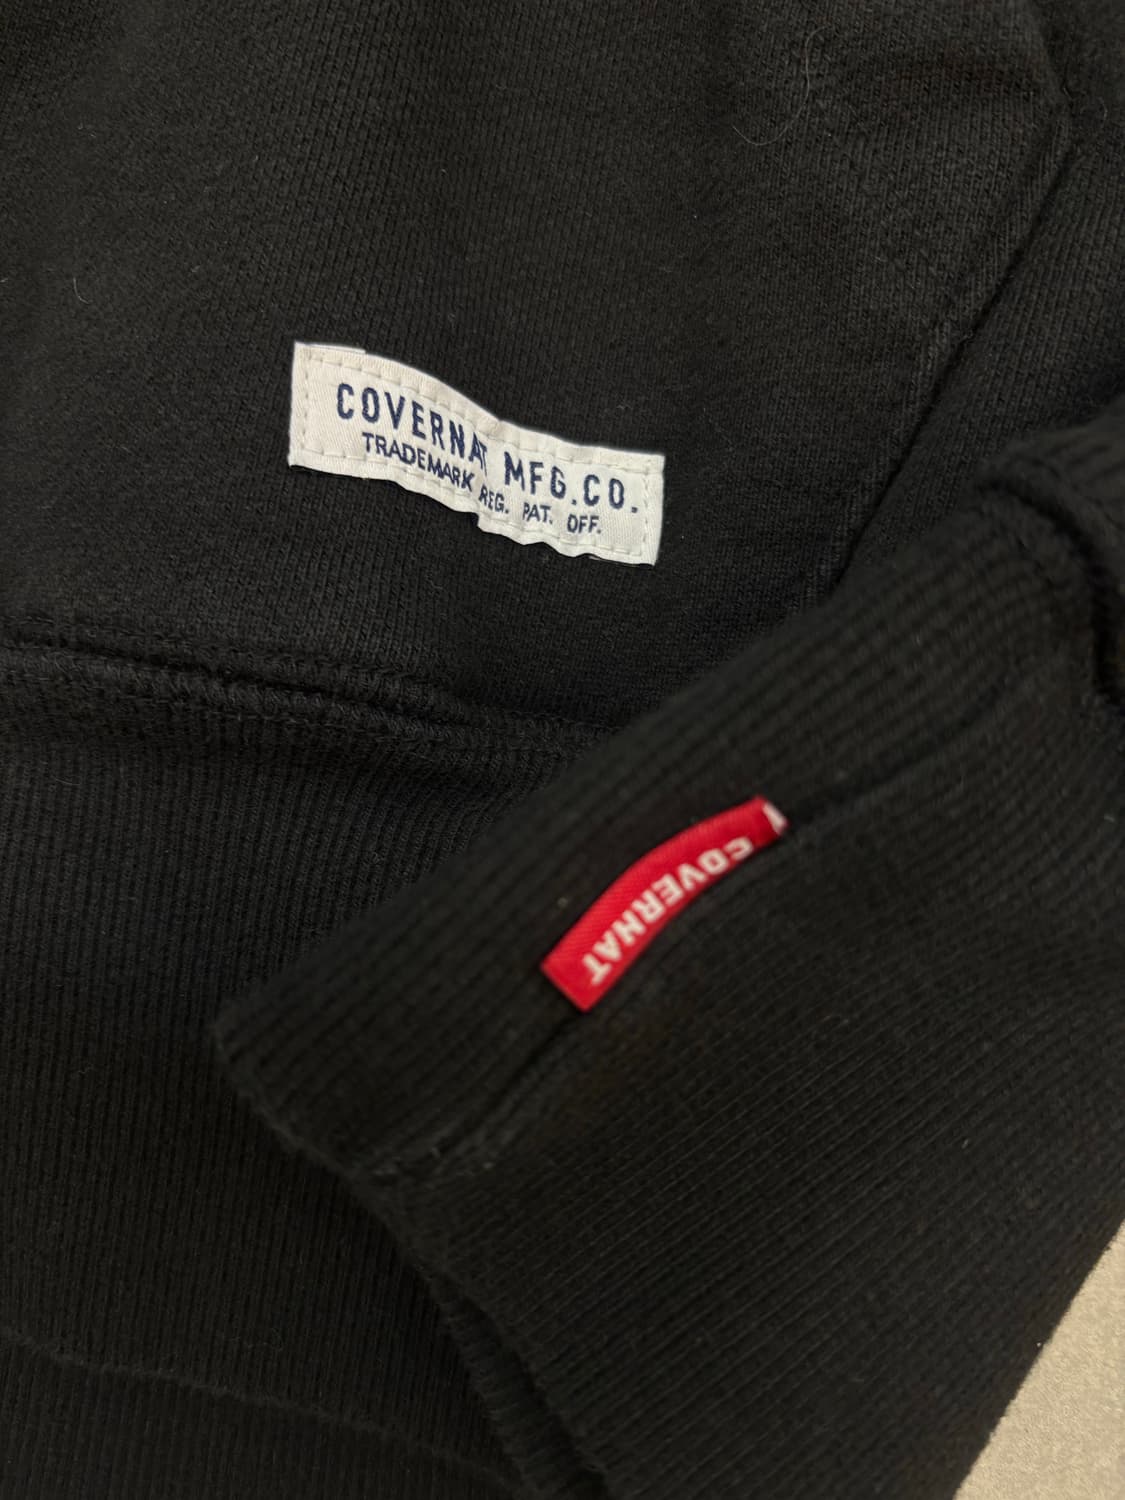 COVERNAT MFG.CO.
TRADEMARK REG. PAT. OFF.
COVERNAT